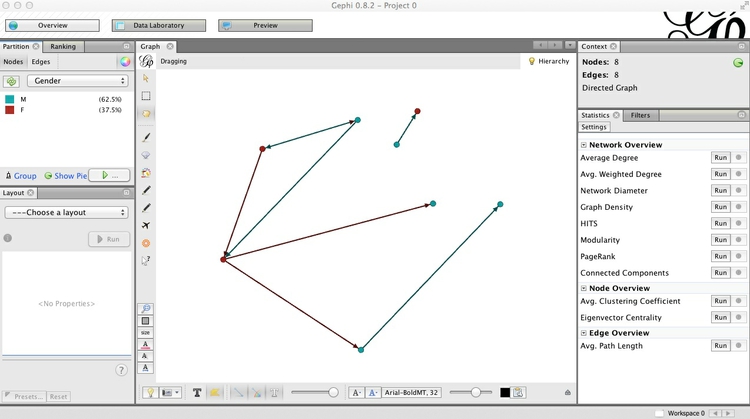 Gephi 0.8.2 - Project 0
Overview
Data Laboratory
Preview
Partition
Ranking
Nodes
Edges
Gender
M
(62.5%)
F
(37.5%)
Group
Show Pie
...
Layout
---Choose a layout
Run
<No Properties>
?
Presets...
Reset
Graph
Dragging
Hierarchy
size
A
A
A
T
T
A-
A-
Arial-BoldMT, 32
Context
Nodes: 8
Edges: 8
Directed Graph
Statistics
Filters
Settings
Network Overview
Average Degree
Run
Avg. Weighted Degree
Run
Network Diameter
Run
Graph Density
Run
HITS
Run
Modularity
Run
PageRank
Run
Connected Components
Run
Node Overview
Avg. Clustering Coefficient
Run
Eigenvector Centrality
Run
Edge Overview
Avg. Path Length
Run
Workspace 0